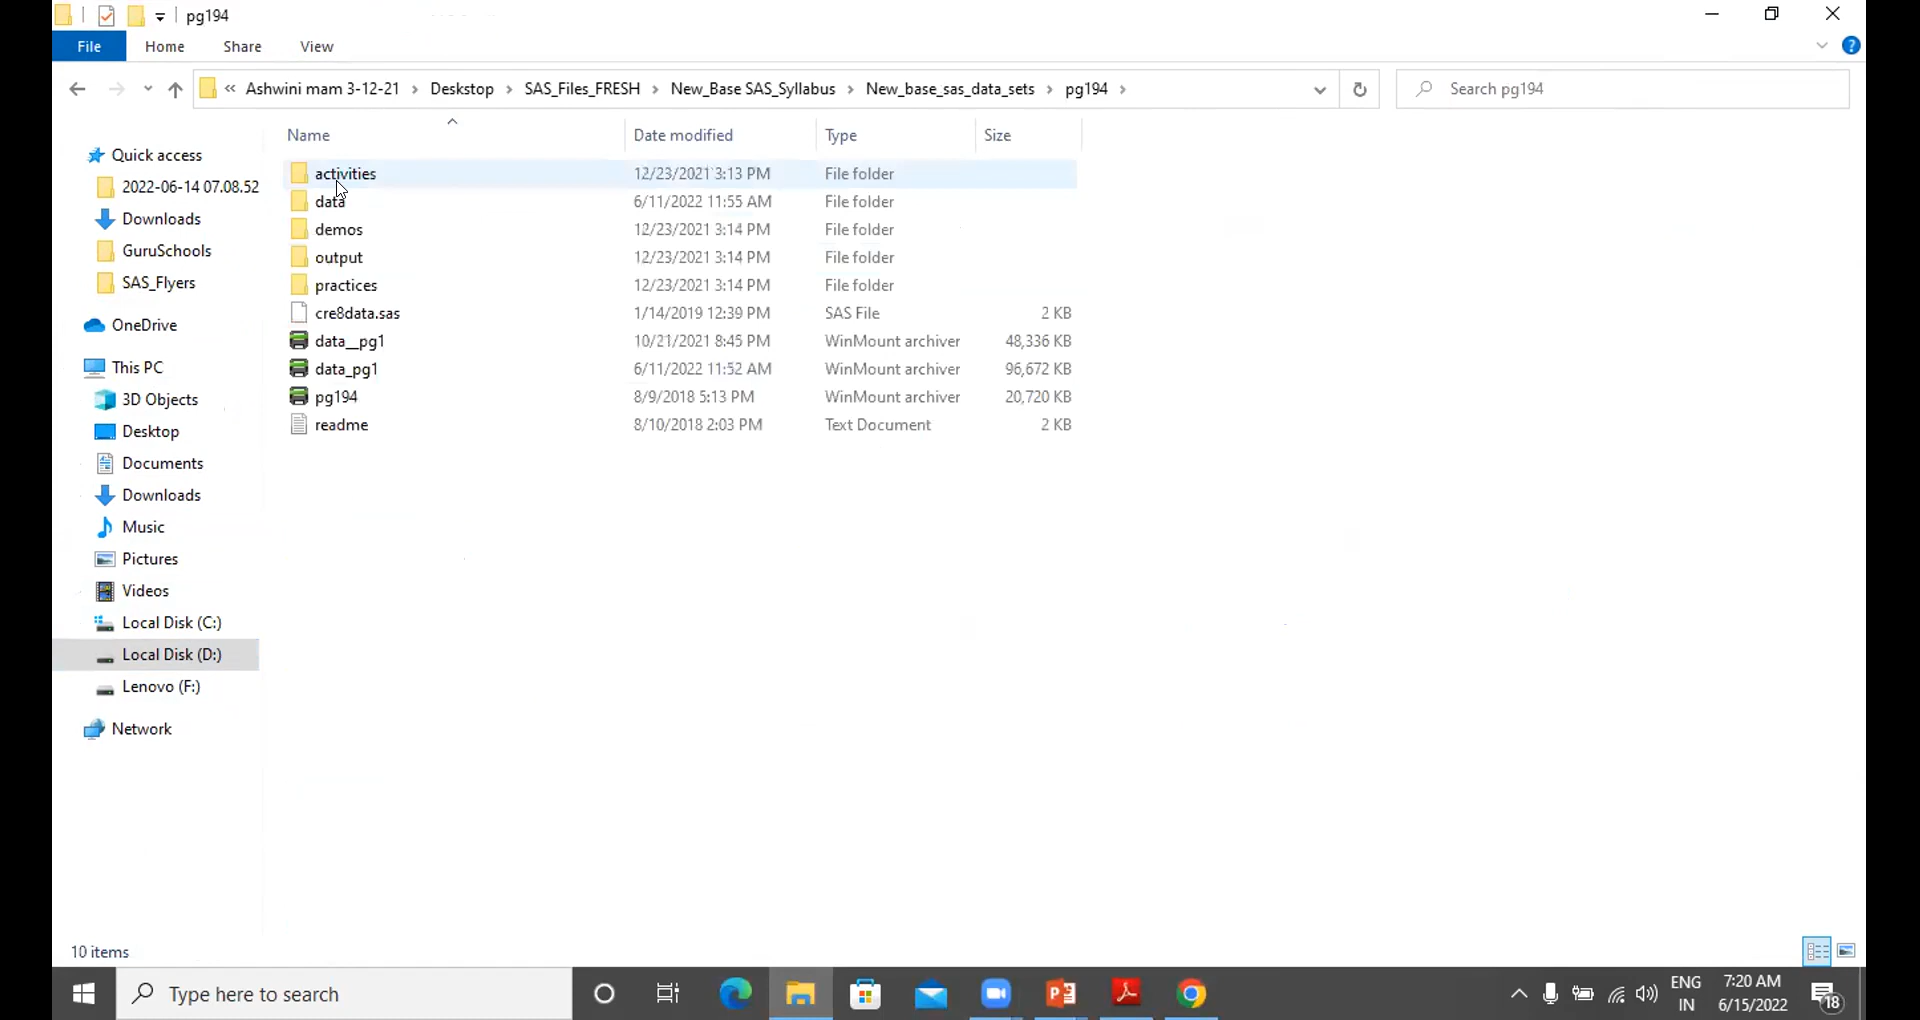 pg194
File Home Share View
« Ashwini mam 3-12-21 > Deskstop > SAS_Files_FRESH > New_Base SAS_Syllabus > New_base_sas_data_sets > pg194 > Search pg194
Name Date modified Type Size
Quick access
2022-06-14 07.08.52
Downloads
GuruSchools
SAS_Flyers
OneDrive
This PC
3D Objects
Desktop
Documents
Downloads
Music
Pictures
Videos
Local Disk (C:)
Local Disk (D:)
Lenovo (F:)
Network
activities 12/23/2021 3:13 PM File folder
data 6/11/2022 11:55 AM File folder
demos 12/23/2021 3:14 PM File folder
output 12/23/2021 3:14 PM File folder
practices 12/23/2021 3:14 PM File folder
cre8data.sas 1/14/2019 12:39 PM SAS File 2 KB
data__pg1 10/21/2021 8:45 PM WinMount archiver 48,336 KB
data_pg1 6/11/2022 11:52 AM WinMount archiver 96,672 KB
pg194 8/9/2018 5:13 PM WinMount archiver 20,720 KB
readme 8/10/2018 2:03 PM Text Document 2 KB
10 items
Type here to search
ENG
IN
7:20 AM
6/15/2022
18